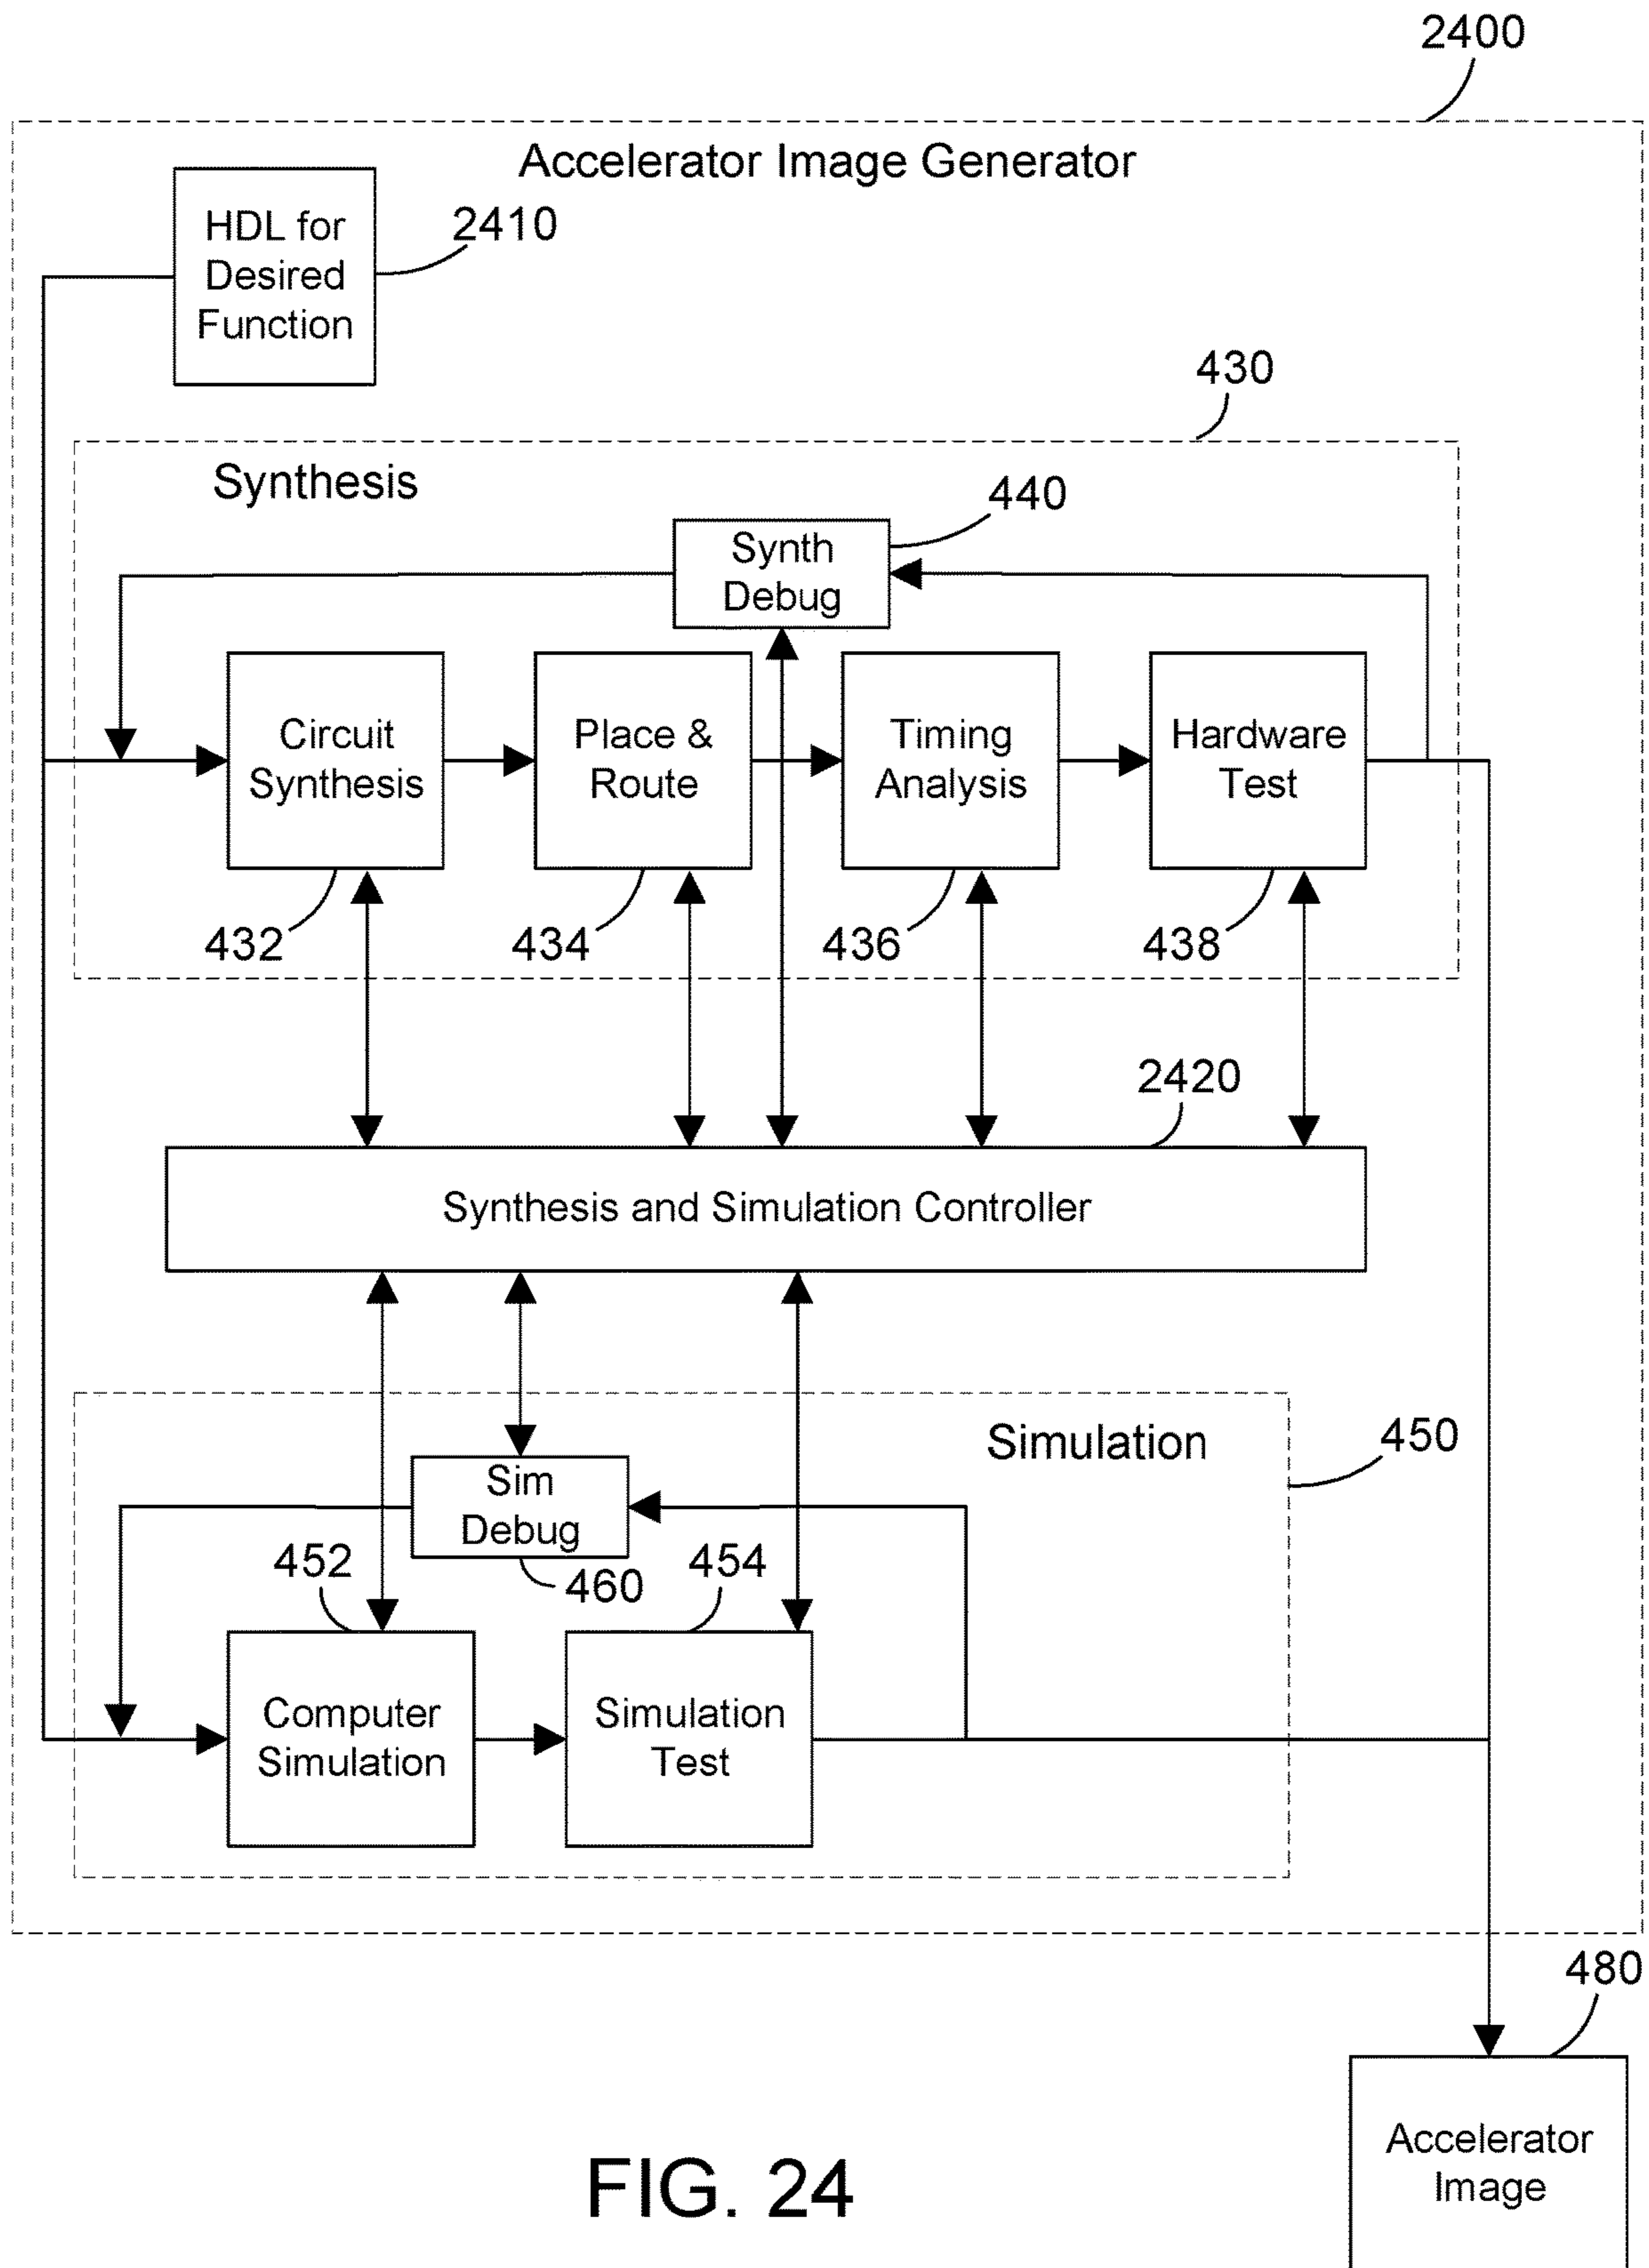 2400
Accelerator Image Generator
HDL for
Desired
Function
2410
430
Synthesis
440
Synth
Debug
Circuit
Synthesis
Place &
Route
Timing
Analysis
Hardware
Test
432
434
436
438
2420
Synthesis and Simulation Controller
Simulation
450
Sim
Debug
452
460
454
Computer
Simulation
Simulation
Test
480
Accelerator
Image
FIG. 24